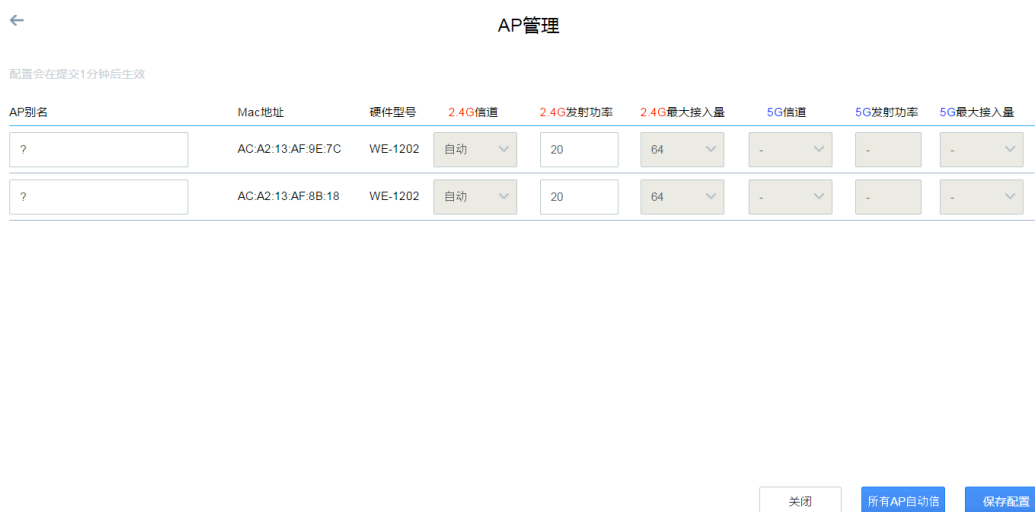 AP管理
配置会在提交1分钟后生效
AP别名 Mac地址 硬件型号 2.4G信道 2.4G发射功率 2.4G最大接入量 5G信道 5G发射功率 5G最大接入量
? AC:A2:13:AF:9E:7C WE-1202 自动 20 64 - - -
? AC:A2:13:AF:8B:18 WE-1202 自动 20 64 - - -
关闭 所有AP自动信 保存配置